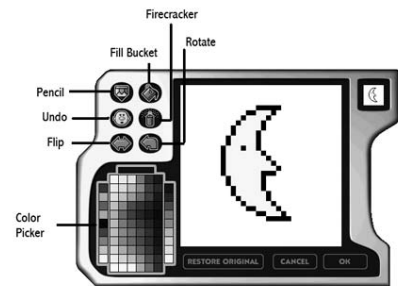 Firecracker
Fill Bucket
Rotate
Pencil
Undo
Flip
Color
Picker
RESTORE ORIGINAL
CANCEL
OK